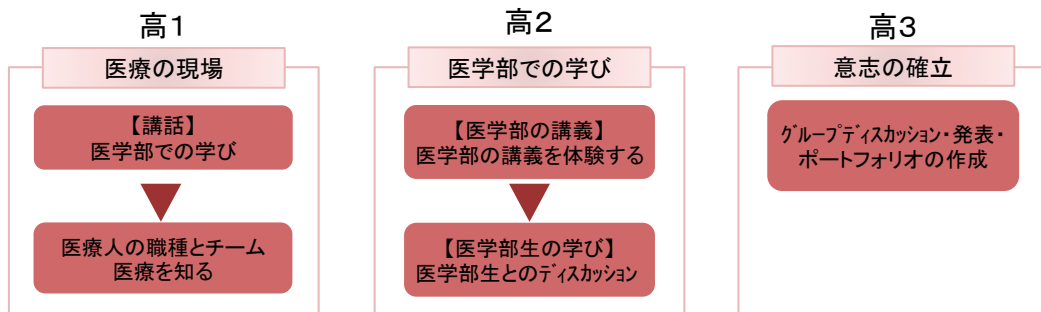 高1
医療の現場
【講話】
医学部での学び
医療人の職種とチーム
医療を知る
高2
医学部での学び
【医学部の講義】
医学部の講義を体験する
【医学部生の学び】
医学部生とのﾃﾞｨｽｶｯｼｮﾝ
高3
意志の確立
ｸﾞﾙｰﾌﾟﾃﾞｨｽｶｯｼｮﾝ・発表・
ポートフォリオの作成